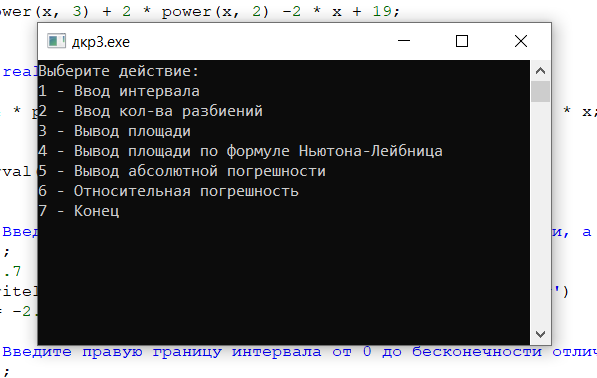 ower(x, 3) + 2 * power(x, 2) -2 * x + 19;
дкр3.exe
real
Выберите действие:
1 - Ввод интервала
* * x;
2 - Ввод кол-ва разбиений
3 - Вывод площади
4 - Вывод площади по формуле Ньютона-Лейбница
rval
5 - Вывод абсолютной погрешности
6 - Относительная погрешность
7 - Конец
Введ и, а
;
.7
')
= -2.
Введите правую границу интервала от 0 до бесконечности отлич
;